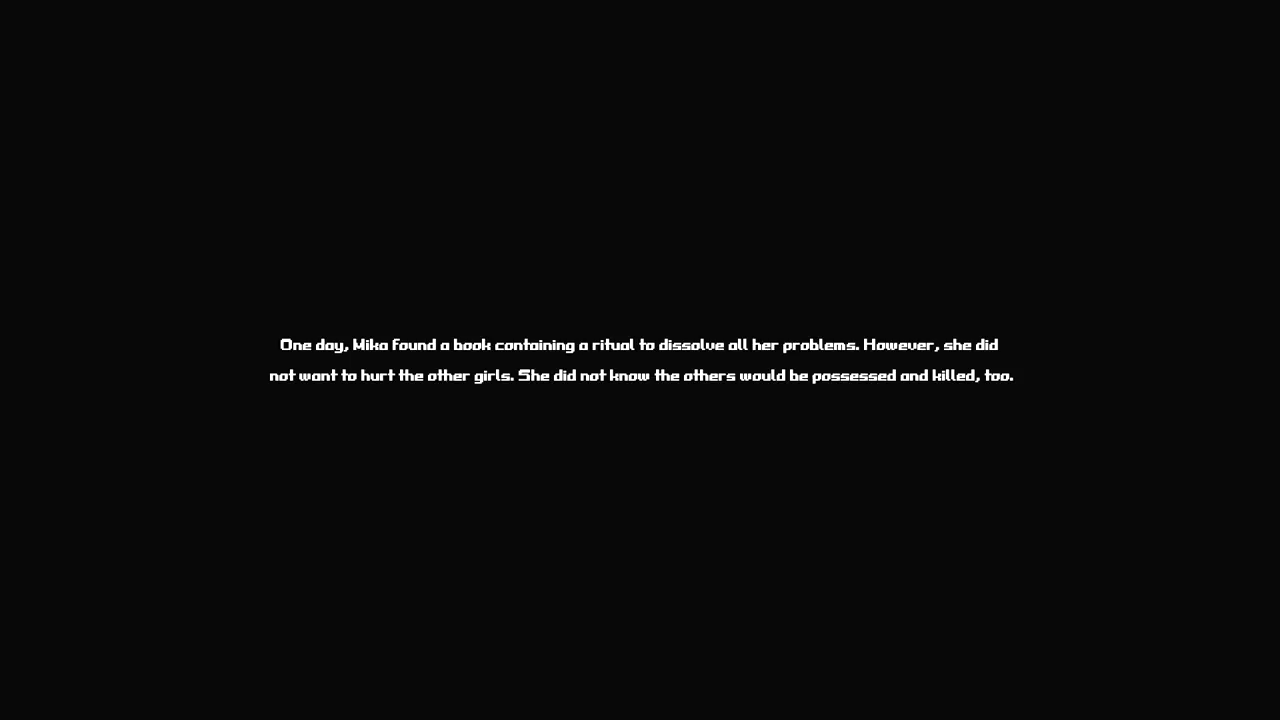 One day, Mika found a book containing a ritual to dissolve all her problems. However, she did
not want to hurt the other girls. She did not know the others would be possessed and killed, too.